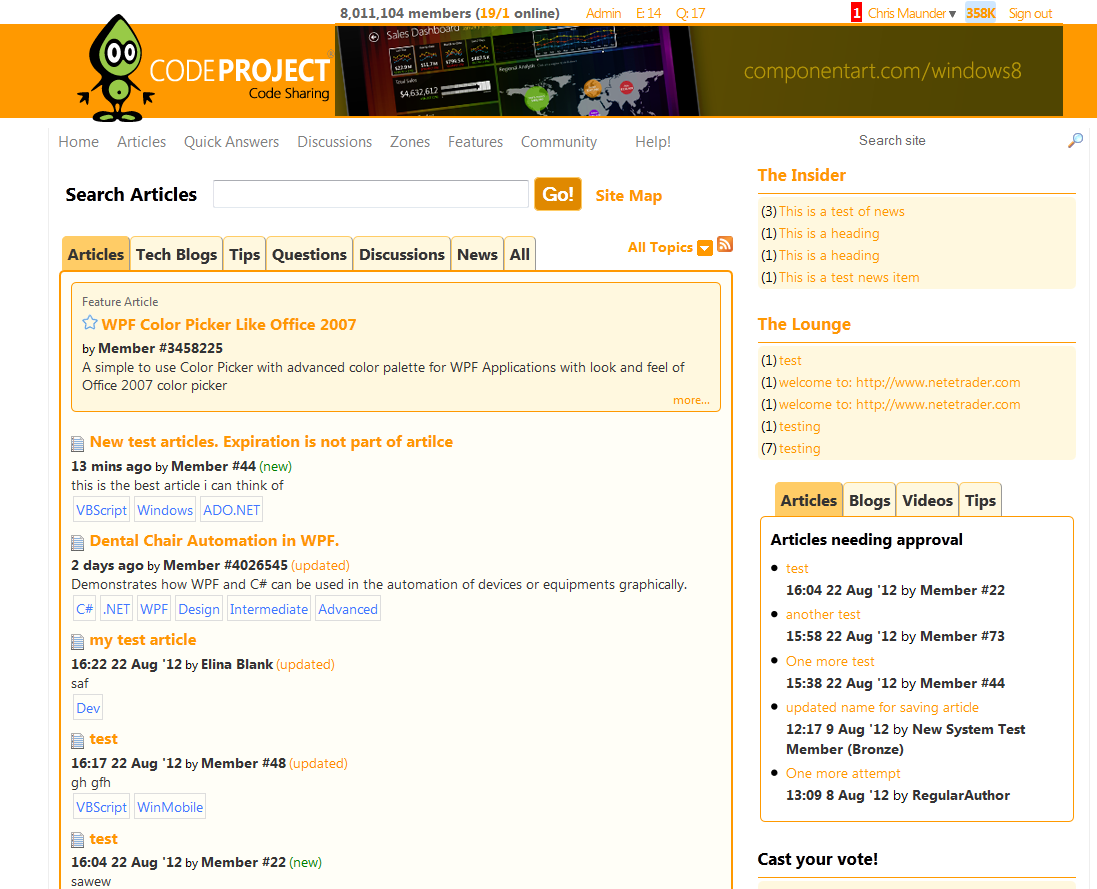 8,011,104 members (19/1 online) Admin E: 14 Q: 17 1 Chris Maunder ▾ 358K Sign out
CODE PROJECT®
Code Sharing
Sales Dashboard
Total Sales
$4,632,612
Regional Analysis
componentart.com/windows8
Home Articles Quick Answers Discussions Zones Features Community Help!
Search site
Search Articles Go! Site Map
Articles Tech Blogs Tips Questions Discussions News All
All Topics
Feature Article
WPF Color Picker Like Office 2007
by Member #3458225
A simple to use Color Picker with advanced color palette for WPF Applications with look and feel of
Office 2007 color picker
more...
New test articles. Expiration is not part of artilce
13 mins ago by Member #44 (new)
this is the best article i can think of
VBScript Windows ADO.NET
Dental Chair Automation in WPF.
2 days ago by Member #4026545 (updated)
Demonstrates how WPF and C# can be used in the automation of devices or equipments graphically.
C# .NET WPF Design Intermediate Advanced
my test article
16:22 22 Aug '12 by Elina Blank (updated)
saf
Dev
test
16:17 22 Aug '12 by Member #48 (updated)
gh gfh
VBScript WinMobile
test
16:04 22 Aug '12 by Member #22 (new)
sawew
The Insider
(3) This is a test of news
(1) This is a heading
(1) This is a heading
(1) This is a test news item
The Lounge
(1) test
(1) welcome to: http://www.netetrader.com
(1) welcome to: http://www.netetrader.com
(1) testing
(7) testing
Articles Blogs Videos Tips
Articles needing approval
test
16:04 22 Aug '12 by Member #22
another test
15:58 22 Aug '12 by Member #73
One more test
15:38 22 Aug '12 by Member #44
updated name for saving article
12:17 9 Aug '12 by New System Test
Member (Bronze)
One more attempt
13:09 8 Aug '12 by RegularAuthor
Cast your vote!